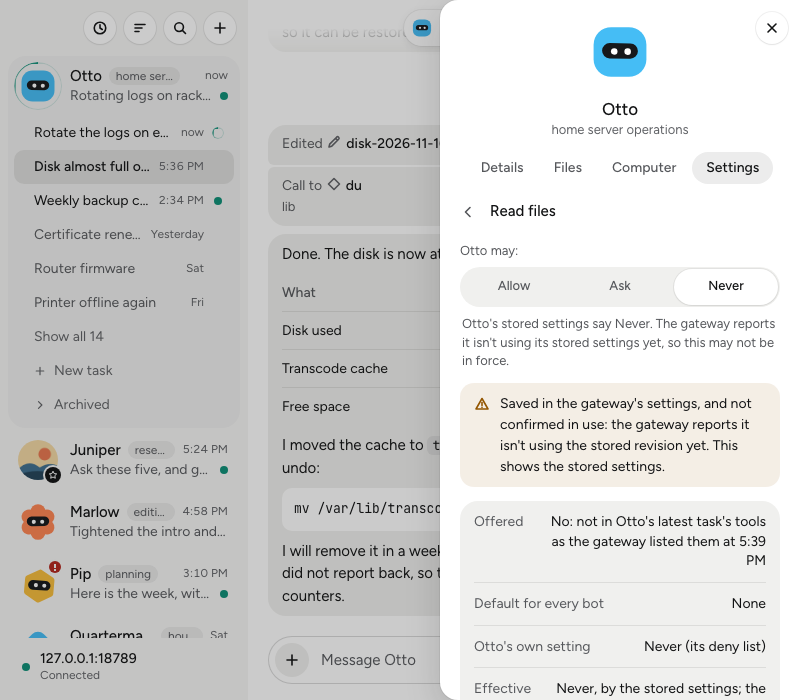 Otto home ser... now
Rotating logs on rack...
Rotate the logs on e... now
Disk almost full o... 5:36 PM
Weekly backup c... 2:34 PM
Certificate rene... Yesterday
Router firmware Sat
Printer offline again Fri
Show all 14
+ New task
Archived
Juniper rese... 5:24 PM
Ask these five, and g...
Marlow editi... 4:58 PM
Tightened the intro and...
Pip planning 3:10 PM
Here is the week, wit...
Quarterma hou... Sat
127.0.0.1:18789
Connected
so it can be restor
Edited disk-2026-11-1
Call to du
lib
Done. The disk is now at
What
Disk used
Transcode cache
Free space
I moved the cache to
undo:
mv /var/lib/transco
I will remove it in a week
did not report back, so t
counters.
Message Otto
Otto
home server operations
Details Files Computer Settings
Read files
Otto may:
Allow Ask Never
Otto's stored settings say Never. The gateway reports
it isn't using its stored settings yet, so this may not be
in force.
Saved in the gateway's settings, and not
confirmed in use: the gateway reports it
isn't using the stored revision yet. This
shows the stored settings.
Offered No: not in Otto's latest task's tools
as the gateway listed them at 5:39
PM
Default for every bot None
Otto's own setting Never (its deny list)
Effective Never, by the stored settings; the